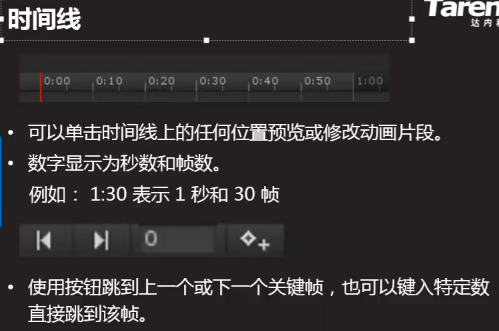 时间线
Taren
达内科
0:00 0:10 0:20 0:30 0:40 0:50 1:00
• 可以单击时间线上的任何位置预览或修改动画片段。
• 数字显示为秒数和帧数。
例如： 1:30 表示 1 秒和 30 帧
0
• 使用按钮跳到上一个或下一个关键帧，也可以键入特定数
直接跳到该帧。